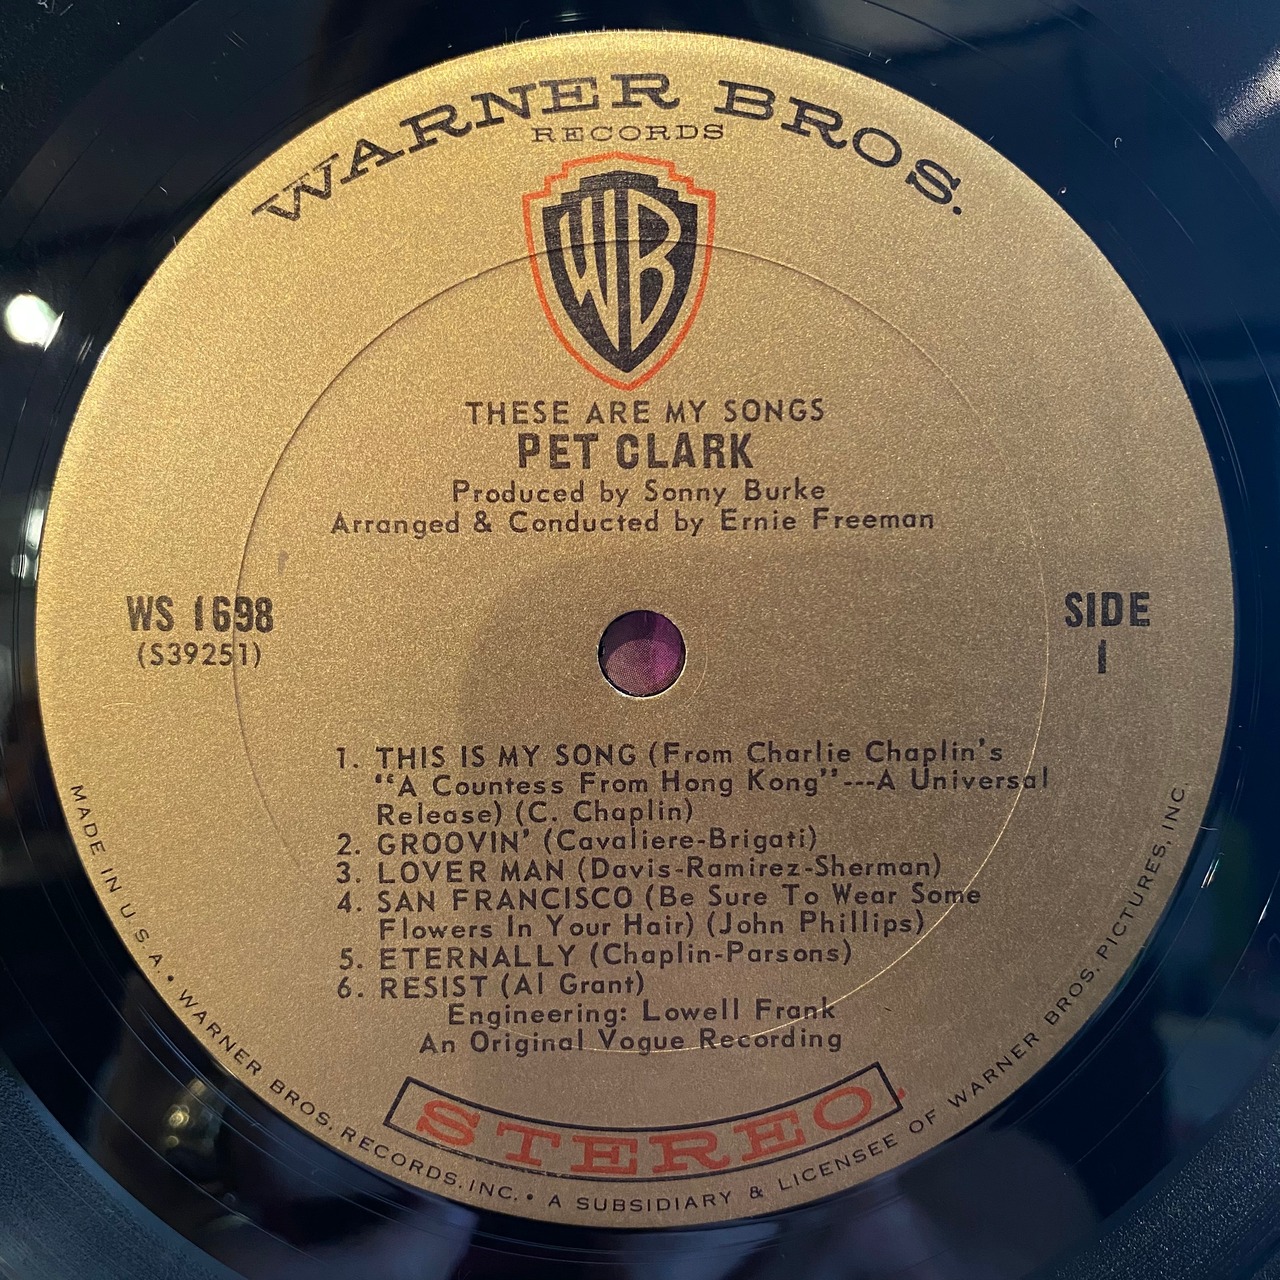 WARNER BROS.
RECORDS
WB
THESE ARE MY SONGS
PET CLARK
Produced by Sonny Burke
Arranged & Conducted by Ernie Freeman
WS 1698
(S39251)
SIDE
1
1. THIS IS MY SONG (From Charlie Chaplin's
“A Countess From Hong Kong”---A Universal
Release) (C. Chaplin)
2. GROOVIN' (Cavaliere-Brigati)
3. LOVER MAN (Davis-Ramirez-Sherman)
4. SAN FRANCISCO (Be Sure To Wear Some
Flowers In Your Hair) (John Phillips)
5. ETERNALLY (Chaplin-Parsons)
6. RESIST (Al Grant)
Engineering: Lowell Frank
An Original Vogue Recording
STEREO
MADE IN U.S.A. • WARNER BROS. RECORDS, INC. • A SUBSIDIARY & LICENSEE OF WARNER BROS. PICTURES, INC.